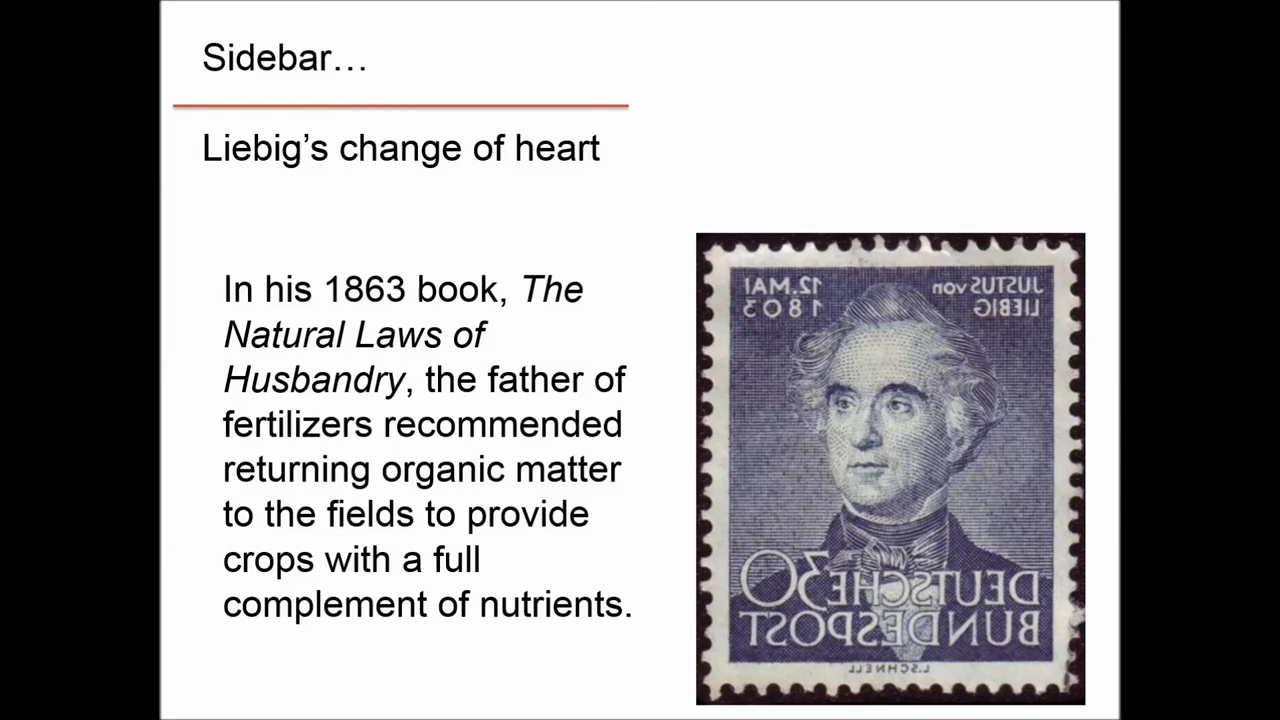 Sidebar…
Liebig’s change of heart
In his 1863 book, The
Natural Laws of
Husbandry, the father of
fertilizers recommended
returning organic matter
to the fields to provide
crops with a full
complement of nutrients.
JUSTUS von 12.MAI
LIEBIG 1803
DEUTSCHE 30
BUNDESPOST
L.SCHNELL